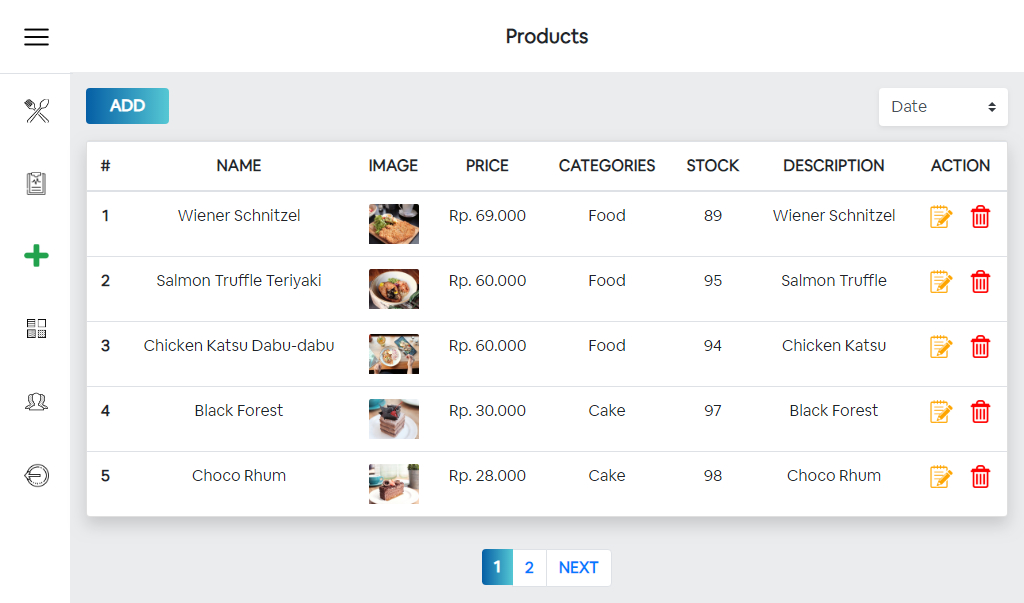 Products
ADD Date
# NAME IMAGE PRICE CATEGORIES STOCK DESCRIPTION ACTION
1 Wiener Schnitzel Rp. 69.000 Food 89 Wiener Schnitzel
2 Salmon Truffle Teriyaki Rp. 60.000 Food 95 Salmon Truffle
3 Chicken Katsu Dabu-dabu Rp. 60.000 Food 94 Chicken Katsu
4 Black Forest Rp. 30.000 Cake 97 Black Forest
5 Choco Rhum Rp. 28.000 Cake 98 Choco Rhum
1 2 NEXT